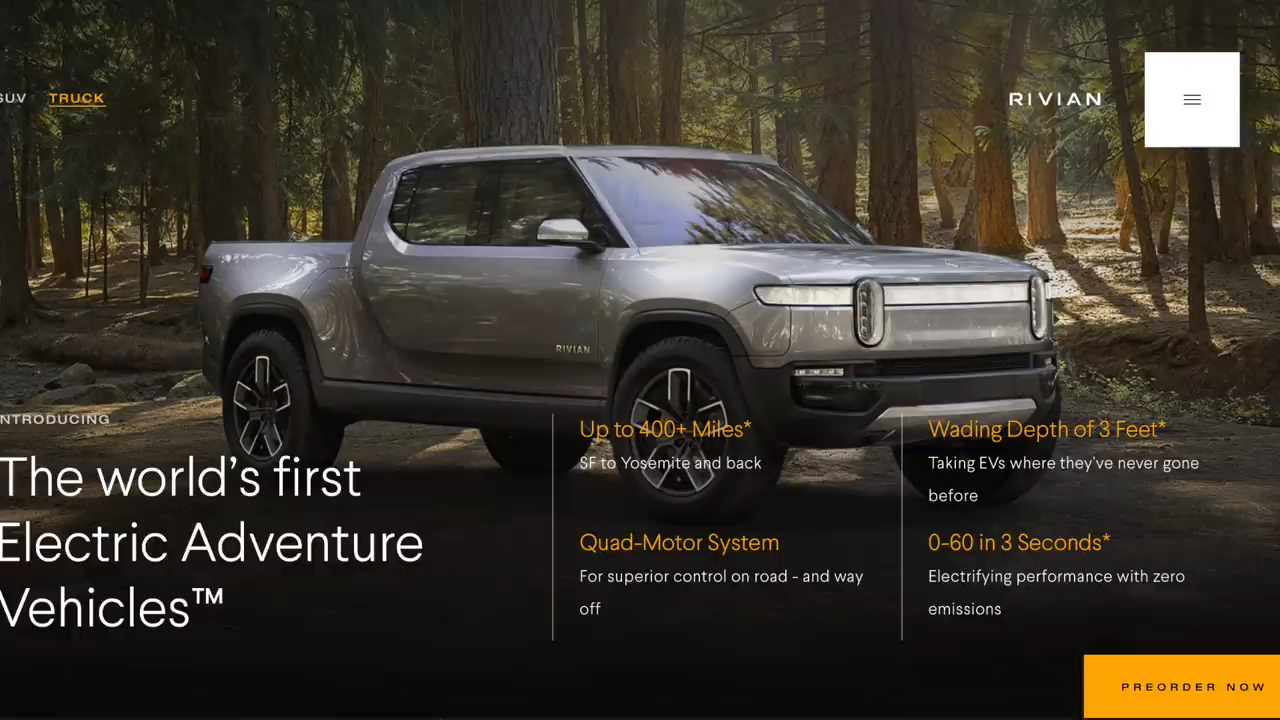 SUV TRUCK
RIVIAN
RIVIAN
INTRODUCING
The world's first
Electric Adventure
Vehicles™
Up to 400+ Miles*
SF to Yosemite and back
Quad-Motor System
For superior control on road - and way
off
Wading Depth of 3 Feet*
Taking EVs where they've never gone
before
0-60 in 3 Seconds*
Electrifying performance with zero
emissions
PREORDER NOW